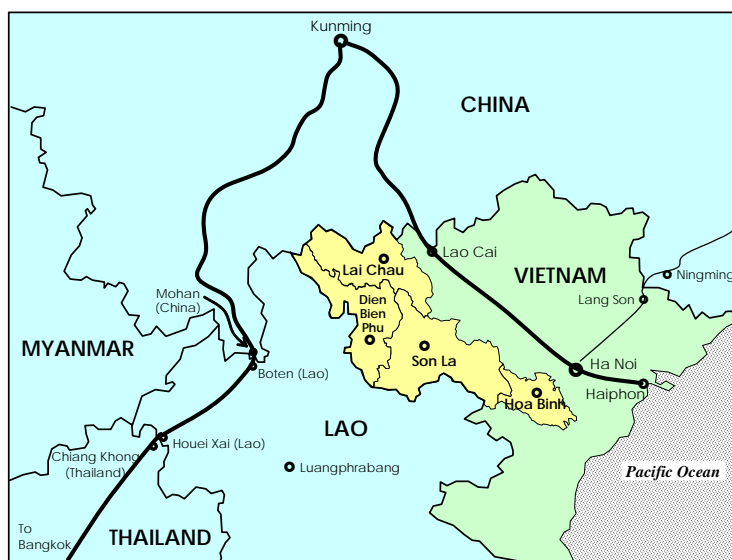 Kunming
CHINA
Lao Cai
Lai Chau
VIETNAM
Ningming
Lang Son
Mohan
(China)
Dien
Bien
Phu
MYANMAR
Son La
Ha Noi
Boten (Lao)
Haiphon
Hoa Binh
LAO
Houei Xai (Lao)
Chiang Khong
(Thailand)
Luangphrabang
Pacific Ocean
To
Bangkok
THAILAND